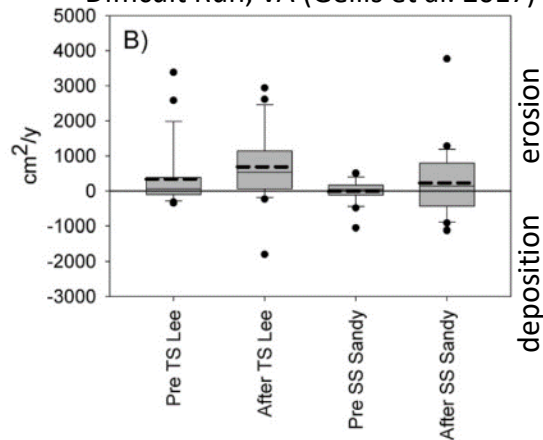 Difficult Run, VA (Gellis et al. 2017)
B)
5000
4000
3000
2000
1000
0
-1000
-2000
-3000
cm2/y
erosion
deposition
Pre TS Lee
After TS Lee
Pre SS Sandy
After SS Sandy